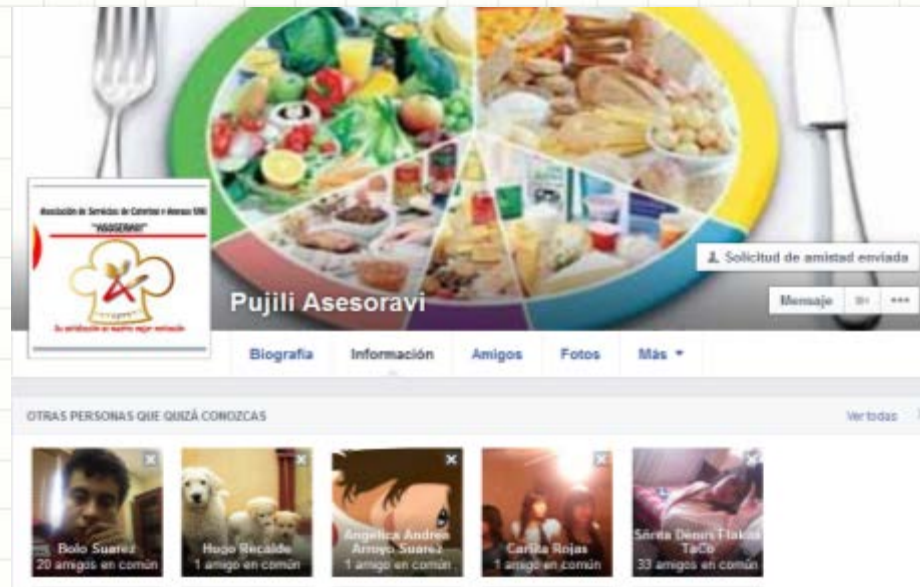 Asociación de Servicios de Catering y Anexos
Su satisfacción es nuestra mejor motivación
Solicitud de amistad enviada
Pujili Asesoravi
Mensaje
Biografía Información Amigos Fotos Más
OTRAS PERSONAS QUE QUIZÁ CONOZCAS
Ver todas
Bolo Suarez
20 amigos en común
Hugo Recalde
1 amigo en común
Angelica Andrea
Arroyo Suarez
1 amigo en común
Carlita Rojas
1 amigo en común
TaCo
33 amigos en común